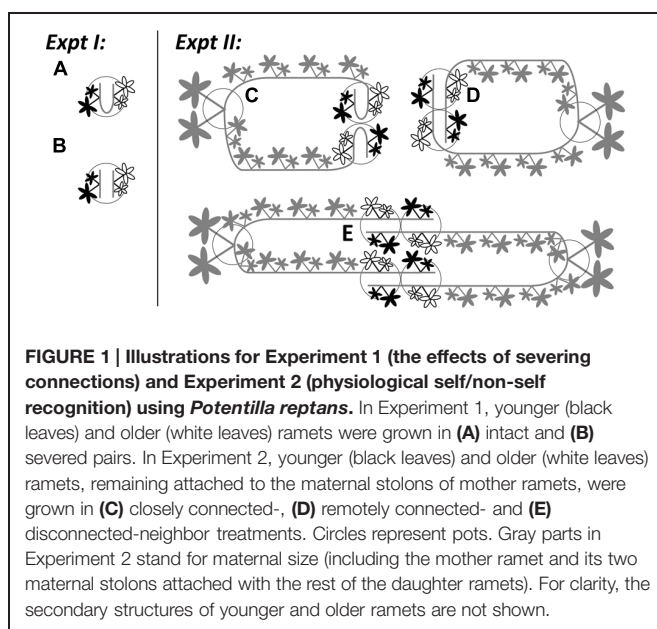 Expt I:
Expt II:
A
B
C
D
E
FIGURE 1 | Illustrations for Experiment 1 (the effects of severing
connections) and Experiment 2 (physiological self/non-self
recognition) using Potentilla reptans. In Experiment 1, younger (black
leaves) and older (white leaves) ramets were grown in (A) intact and (B)
severed pairs. In Experiment 2, younger (black leaves) and older (white leaves)
ramets, remaining attached to the maternal stolons of mother ramets, were
grown in (C) closely connected-, (D) remotely connected- and (E)
disconnected-neighbor treatments. Circles represent pots. Gray parts in
Experiment 2 stand for maternal size (including the mother ramet and its two
maternal stolons attached with the rest of the daughter ramets). For clarity, the
secondary structures of younger and older ramets are not shown.